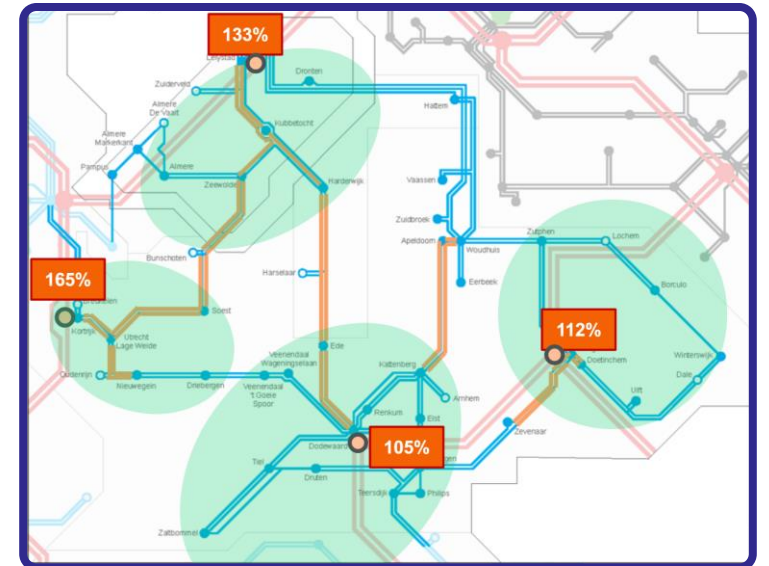 133%
Lelystad
Dronten
Zuiderveld
Hattem
Almere
De Vaart
Kubbetocht
Almere
Markerkant
Pampus
Almere
Zeewolde
Harderwijk
Vaassen
Zuidbroek
Apeldoorn
Woudhuis
Zutphen
Lochem
Bunschoten
Harselaar
Eerbeek
Borculo
165%
Breukelen
Kortrijk
Soest
Utrecht
Lage Weide
112%
Doetinchem
Winterswijk
Dale
Ede
Oudenrijn
Nieuwegein
Driebergen
Veenendaal
Wageningselaan
Veenendaal
't Goeie
Spoor
Kattenberg
Arnhem
Ulft
Renkum
Elst
Zevenaar
Dodewaard
105%
Tiel
Druten
Teersdijk
Philips
Zaltbommel